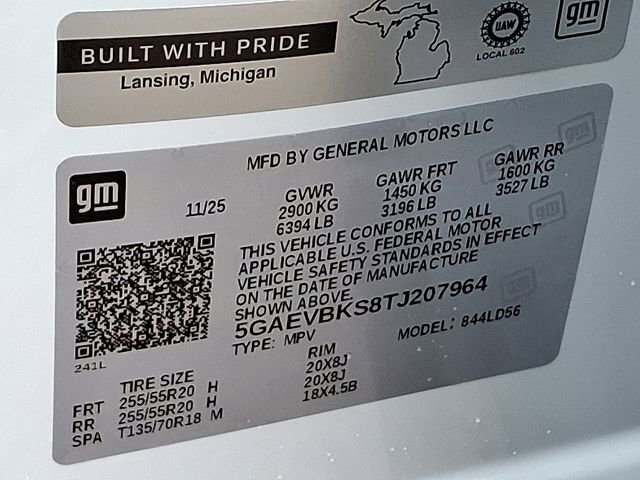 BUILT WITH PRIDE
Lansing, Michigan
UAW
LOCAL 602
gm
gm
MFD BY GENERAL MOTORS LLC
11/25
GVWR GAWR FRT GAWR RR
2900 KG 1450 KG 1600 KG
6394 LB 3196 LB 3527 LB
THIS VEHICLE CONFORMS TO ALL
APPLICABLE U.S. FEDERAL MOTOR
VEHICLE SAFETY STANDARDS IN EFFECT
ON THE DATE OF MANUFACTURE
SHOWN ABOVE.
5GAEVBKS8TJ207964
TYPE: MPV MODEL: 844LD56
241L
TIRE SIZE RIM
FRT 255/55R20 H 20X8J
RR 255/55R20 H 20X8J
SPA T135/70R18 M 18X4.5B